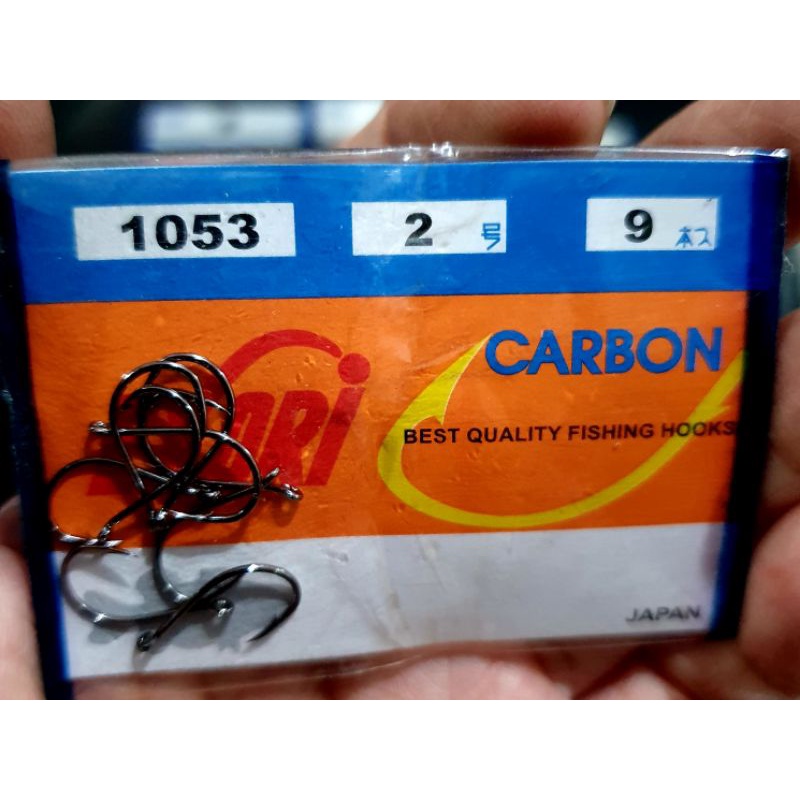 1053
2 号
9 本入
CARBON
BEST QUALITY FISHING HOOKS
JAPAN